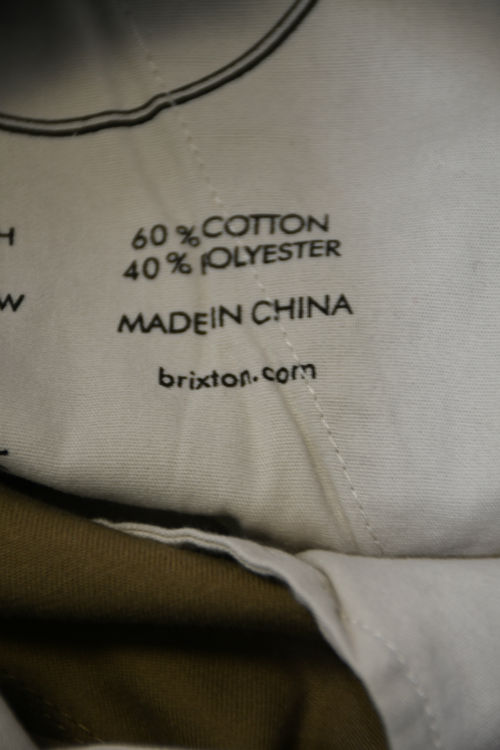 60 % COTTON
40 % POLYESTER
MADE IN CHINA
brixton.com